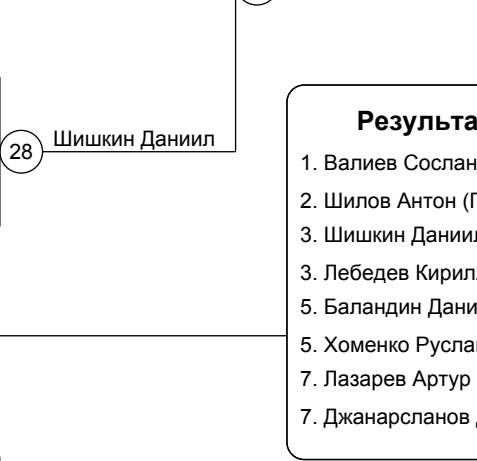 Шишкин Даниил
28
Результа
1. Валиев Сослан
2. Шилов Антон (
3. Шишкин Даниил
3. Лебедев Кирил
5. Баландин Дани
5. Хоменко Руслан
7. Лазарев Артур
7. Джанарсланов